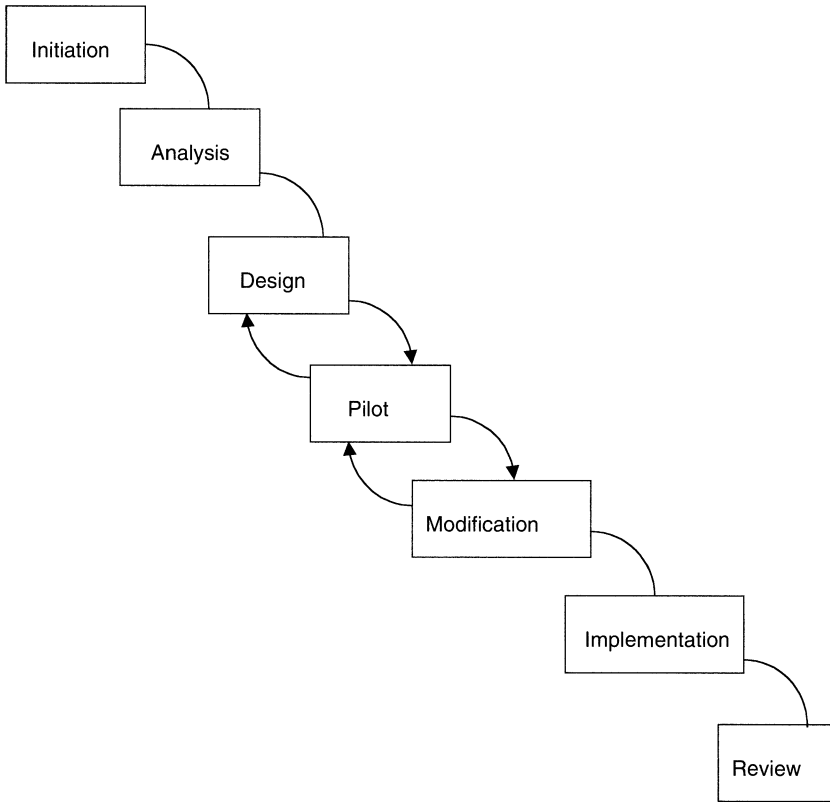 Initiation
Analysis
Design
Pilot
Modification
Implementation
Review